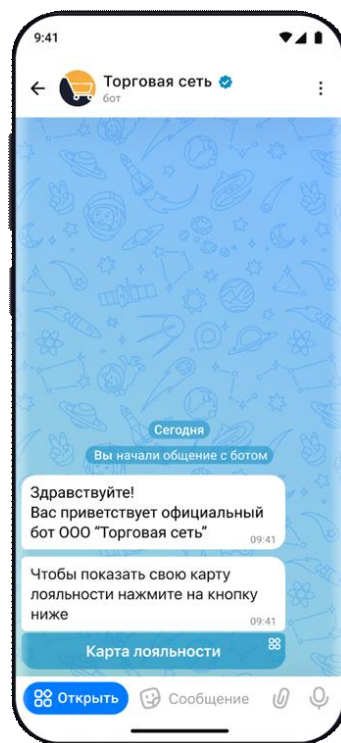 9:41
Торговая сеть
бот
Сегодня
Вы начали общение с ботом
Здравствуйте!
Вас приветствует официальный
бот ООО "Торговая сеть"
09:41
Чтобы показать свою карту
лояльности нажмите на кнопку
ниже
09:41
Карта лояльности
Открыть
Сообщение